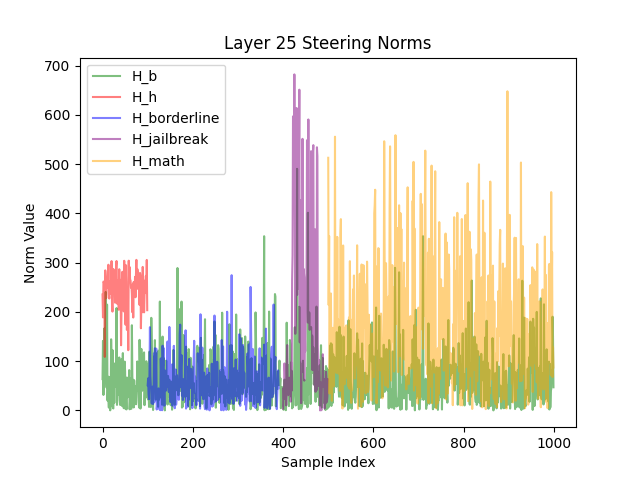 Layer 25 Steering Norms
700
600
500
400
300
200
100
0
Norm Value
H_b
H_h
H_borderline
H_jailbreak
H_math
0
200
400
600
800
1000
Sample Index